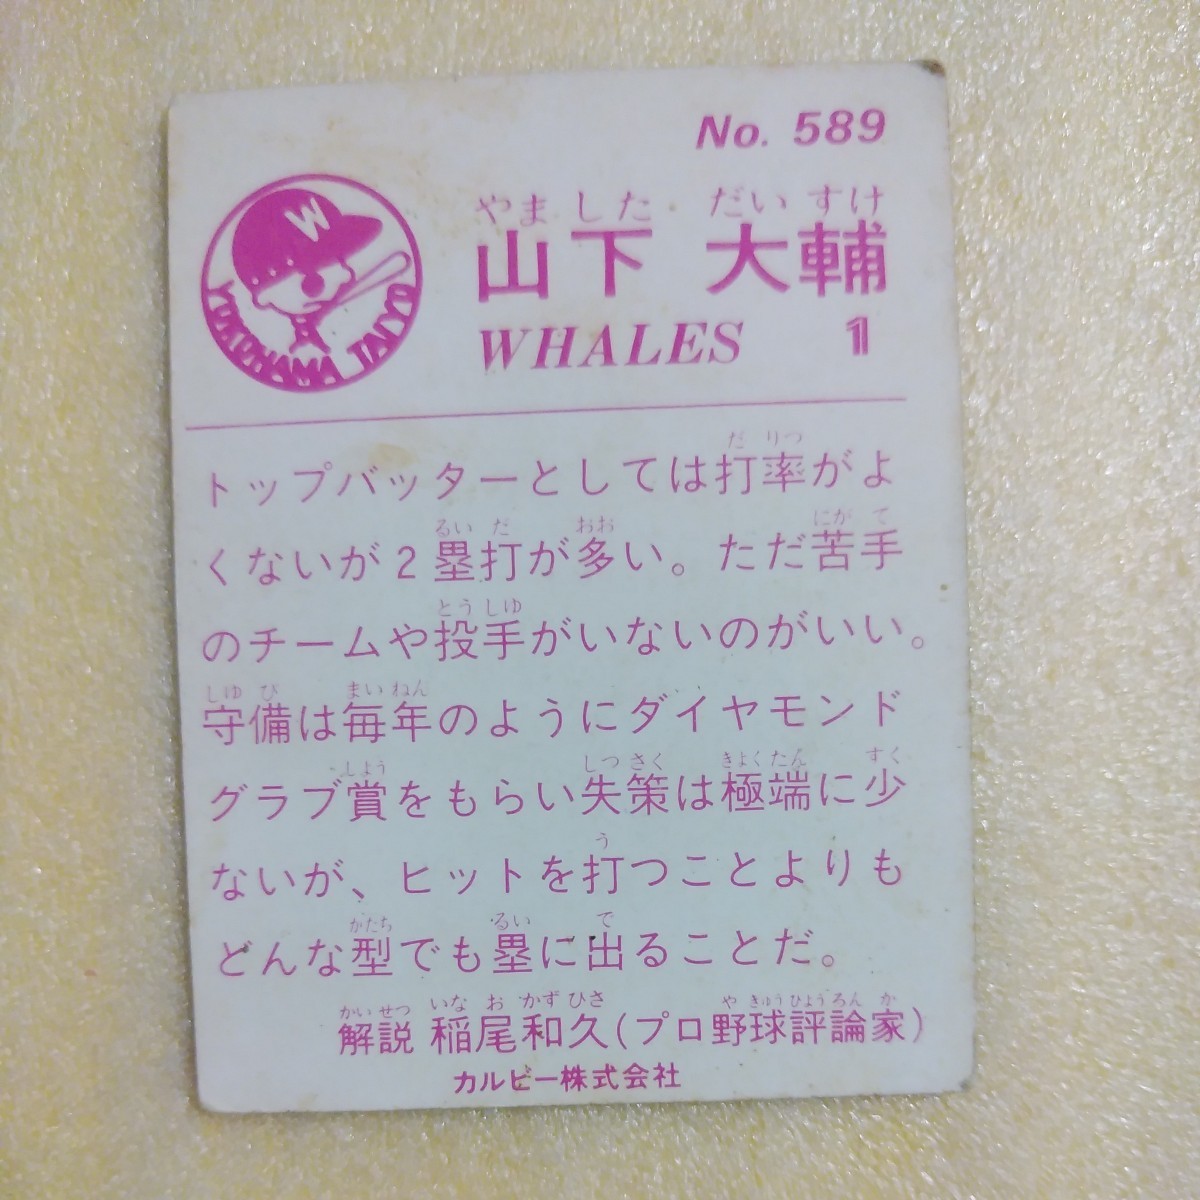 No. 589
W
YOKOHAMA TAIYO
やました だいすけ
山下 大輔
WHALES 1
だ りつ
トップバッターとしては打率がよ
るい だ おお にが て
くないが2塁打が多い。ただ苦手
とう しゆ
のチームや投手がいないのがいい。
しゆ び まい ねん
守備は毎年のようにダイヤモンド
しよう しつ さく きよく たん すく
グラブ賞をもらい失策は極端に少
う
ないが、ヒットを打つことよりも
かたち るい で
どんな型でも塁に出ることだ。
かい せつ いな お かず ひさ や きゆう ひよう ろん か
解説 稲尾和久(プロ野球評論家)
カルビー株式会社